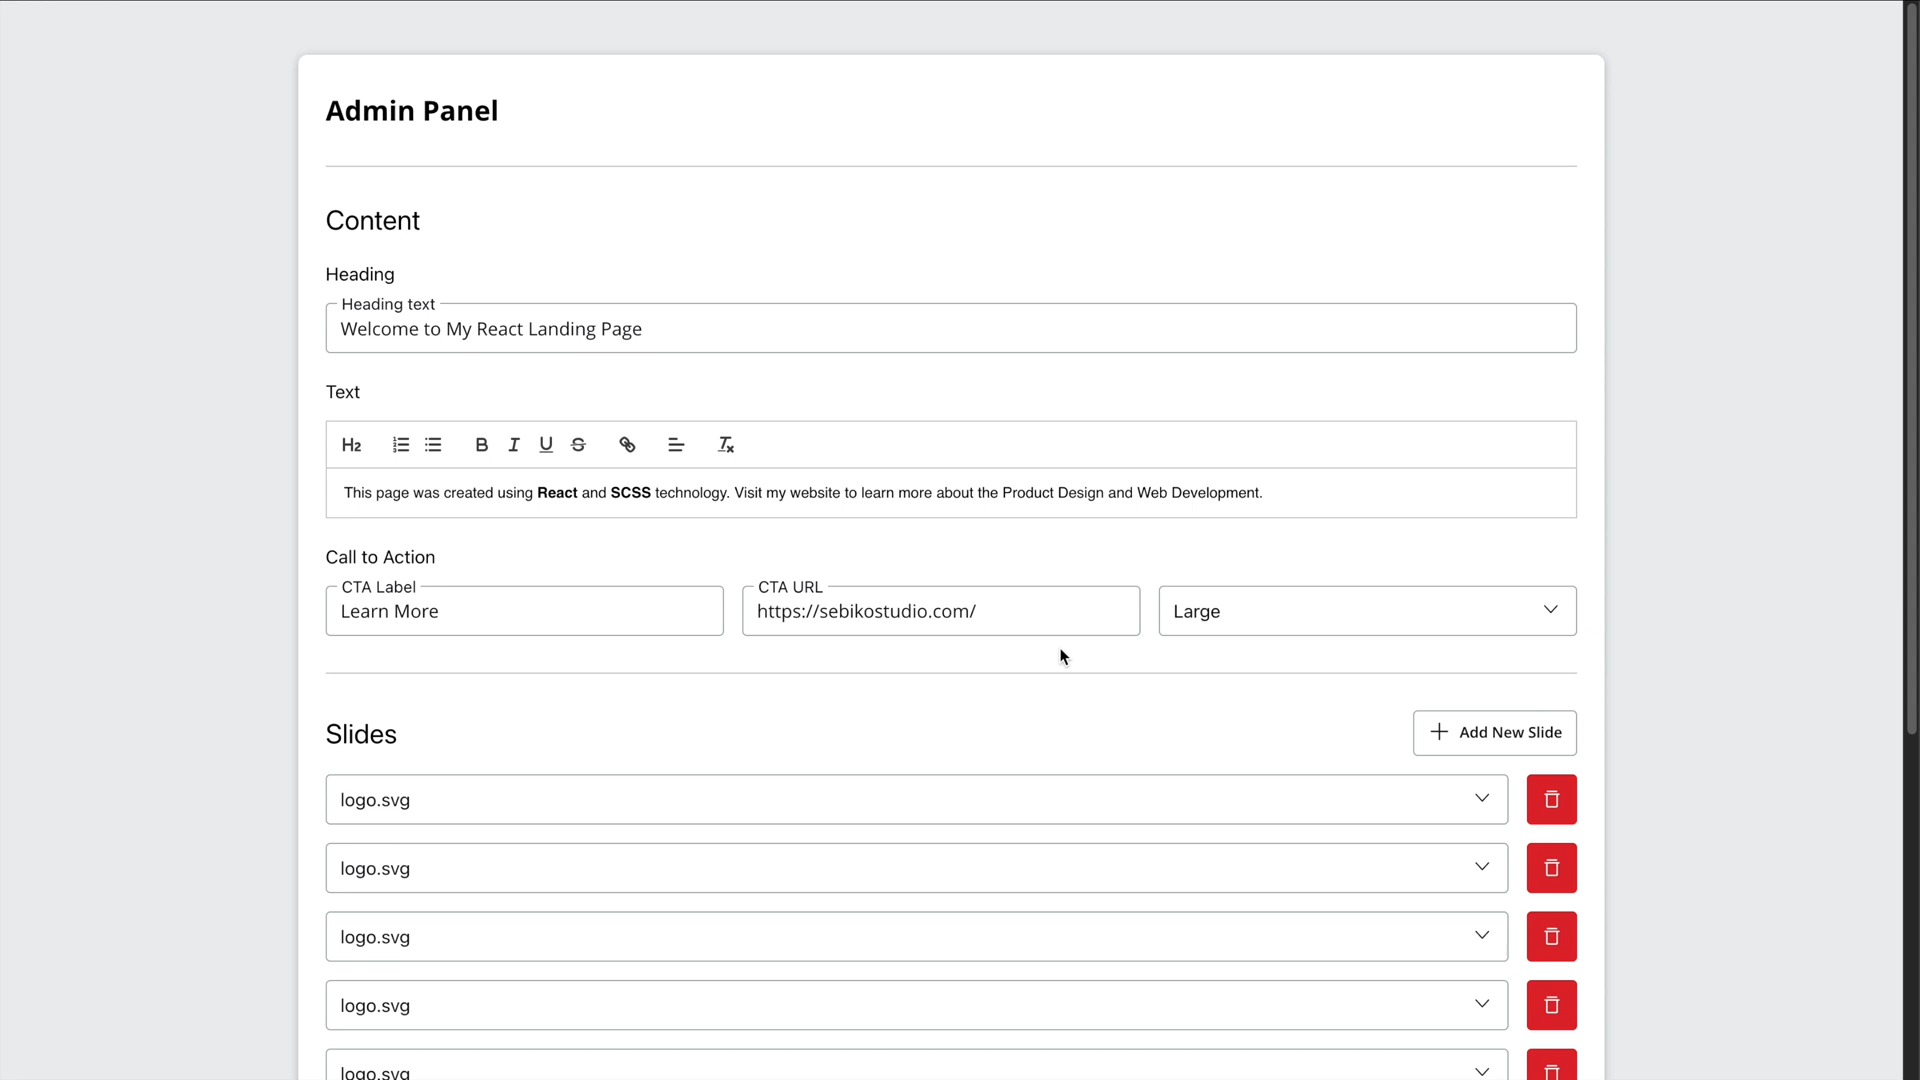 Admin Panel
Content
Heading
Heading text
Welcome to My React Landing Page
Text
H2
This page was created using React and SCSS technology. Visit my website to learn more about the Product Design and Web Development.
Call to Action
CTA Label
Learn More
CTA URL
https://sebikostudio.com/
Large
Slides
Add New Slide
logo.svg
logo.svg
logo.svg
logo.svg
logo.svg